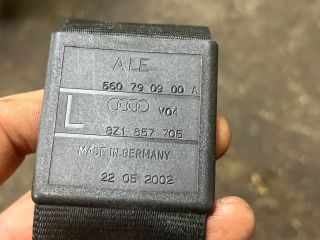 ALE
560 79 09 00 A
L
V04
8Z1 857 705
MADE IN GERMANY
22 05 2002